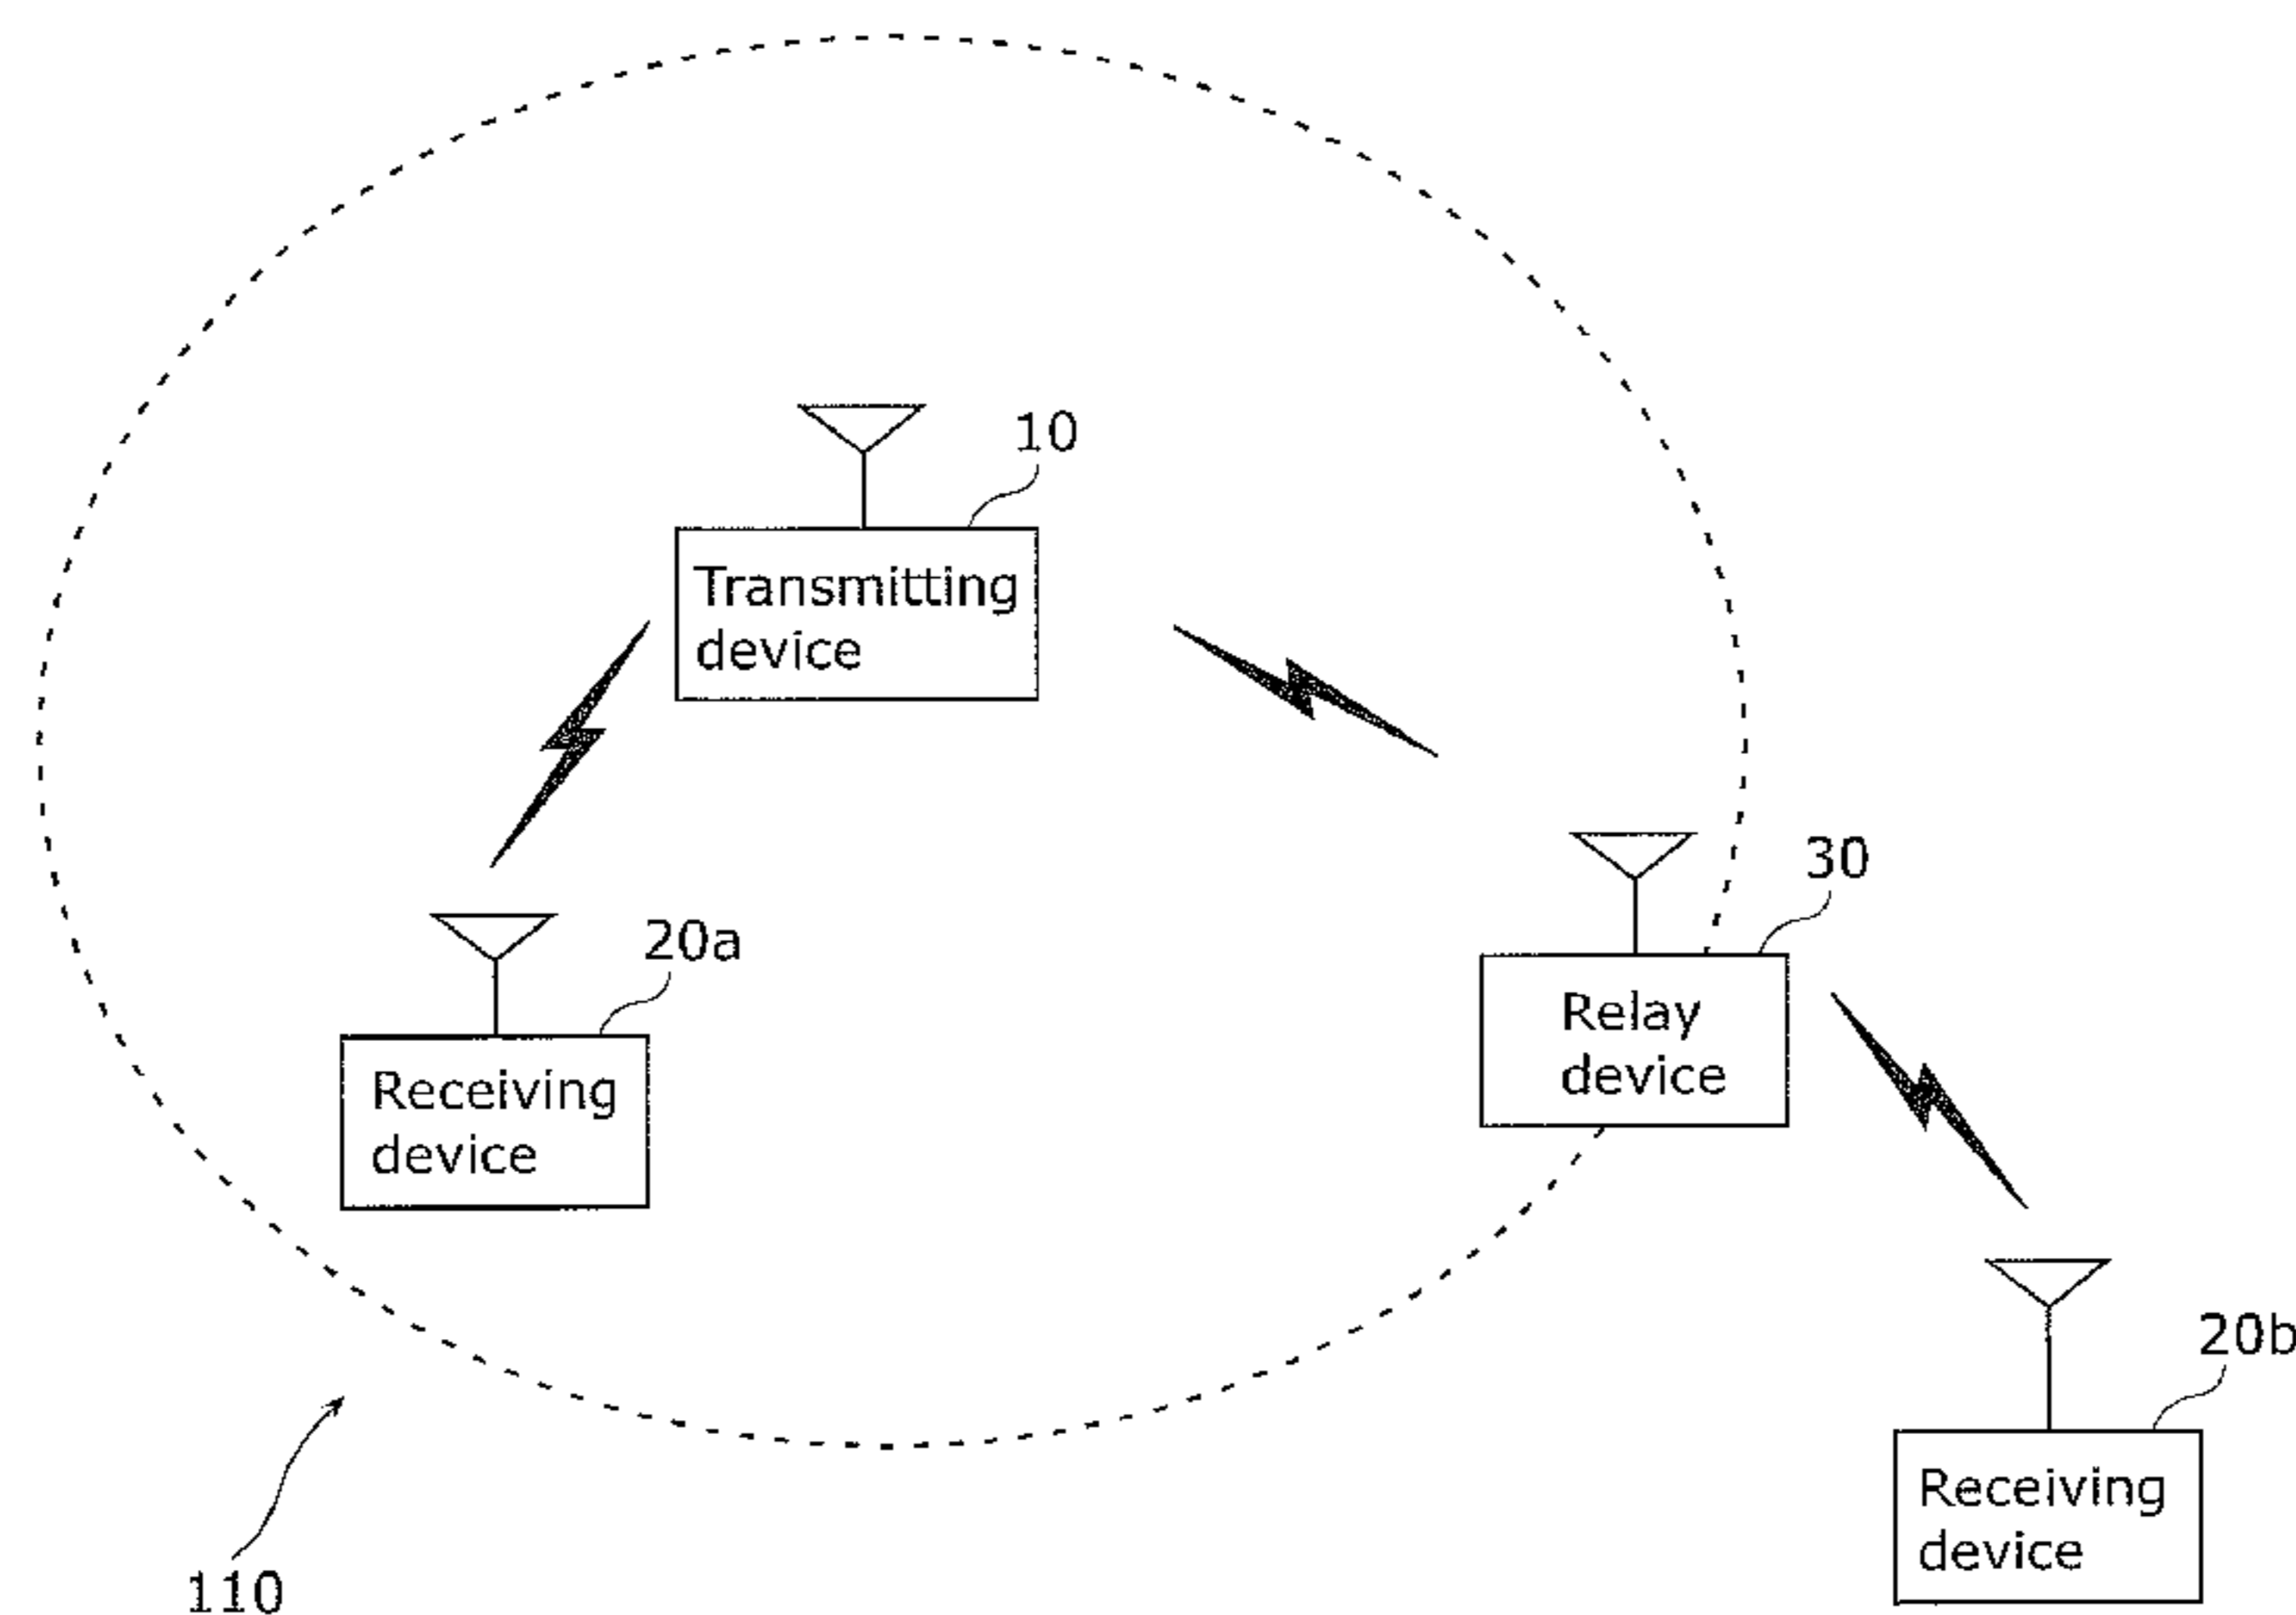 10
Transmitting
device
30
20a
Relay
device
Receiving
device
20b
Receiving
device
110